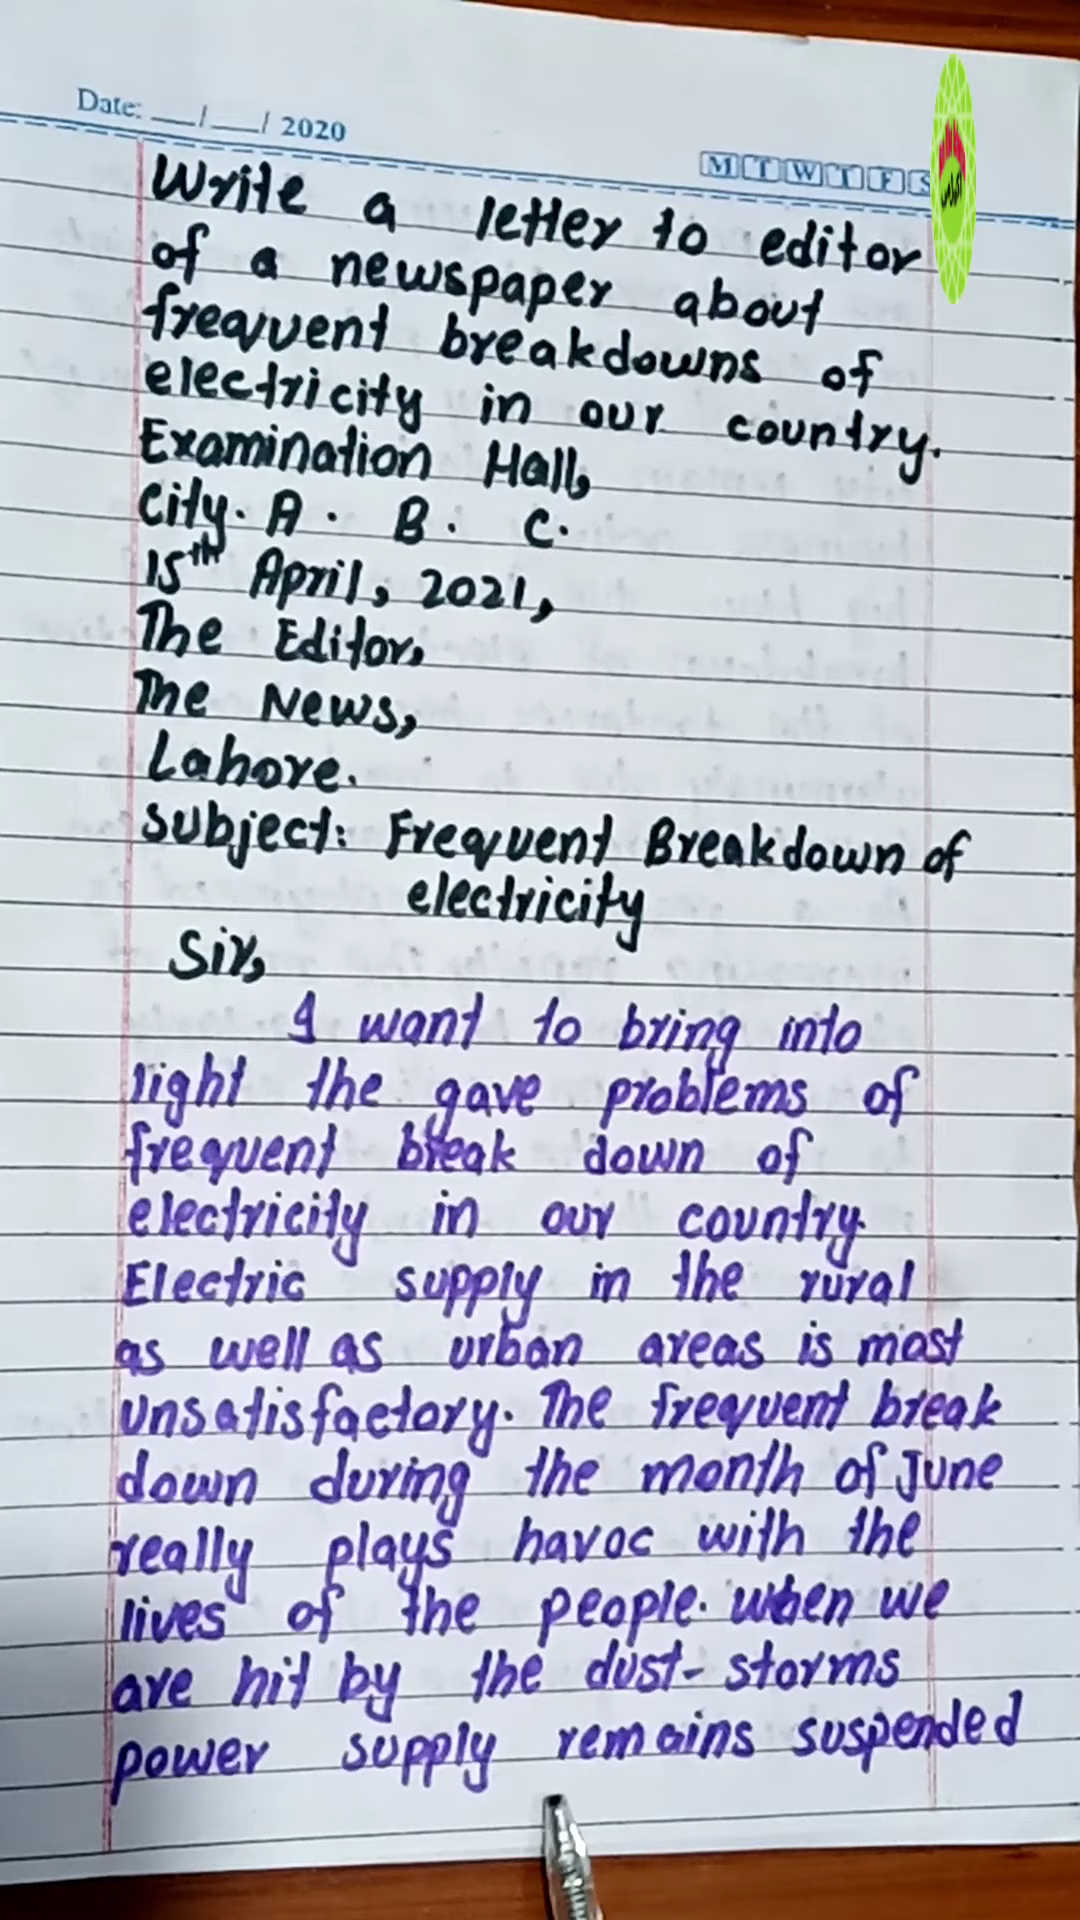 Date: __/__/ 2020
M T W T F S
Write a letter to editor
of a newspaper about
frequent breakdowns of
electricity in our country.
Examination Hall,
City. A. B. C.
15th April, 2021,
The Editor,
The News,
Lahore.
Subject: Frequent Breakdown of
electricity
Sir,
I want to bring into
light the gave problems of
frequent break down of
electricity in our country.
Electric supply in the rural
as well as urban areas is most
unsatisfactory. The frequent break
down during the month of June
really plays havoc with the
lives of the people. when we
are hit by the dust-storms
power supply remains suspended